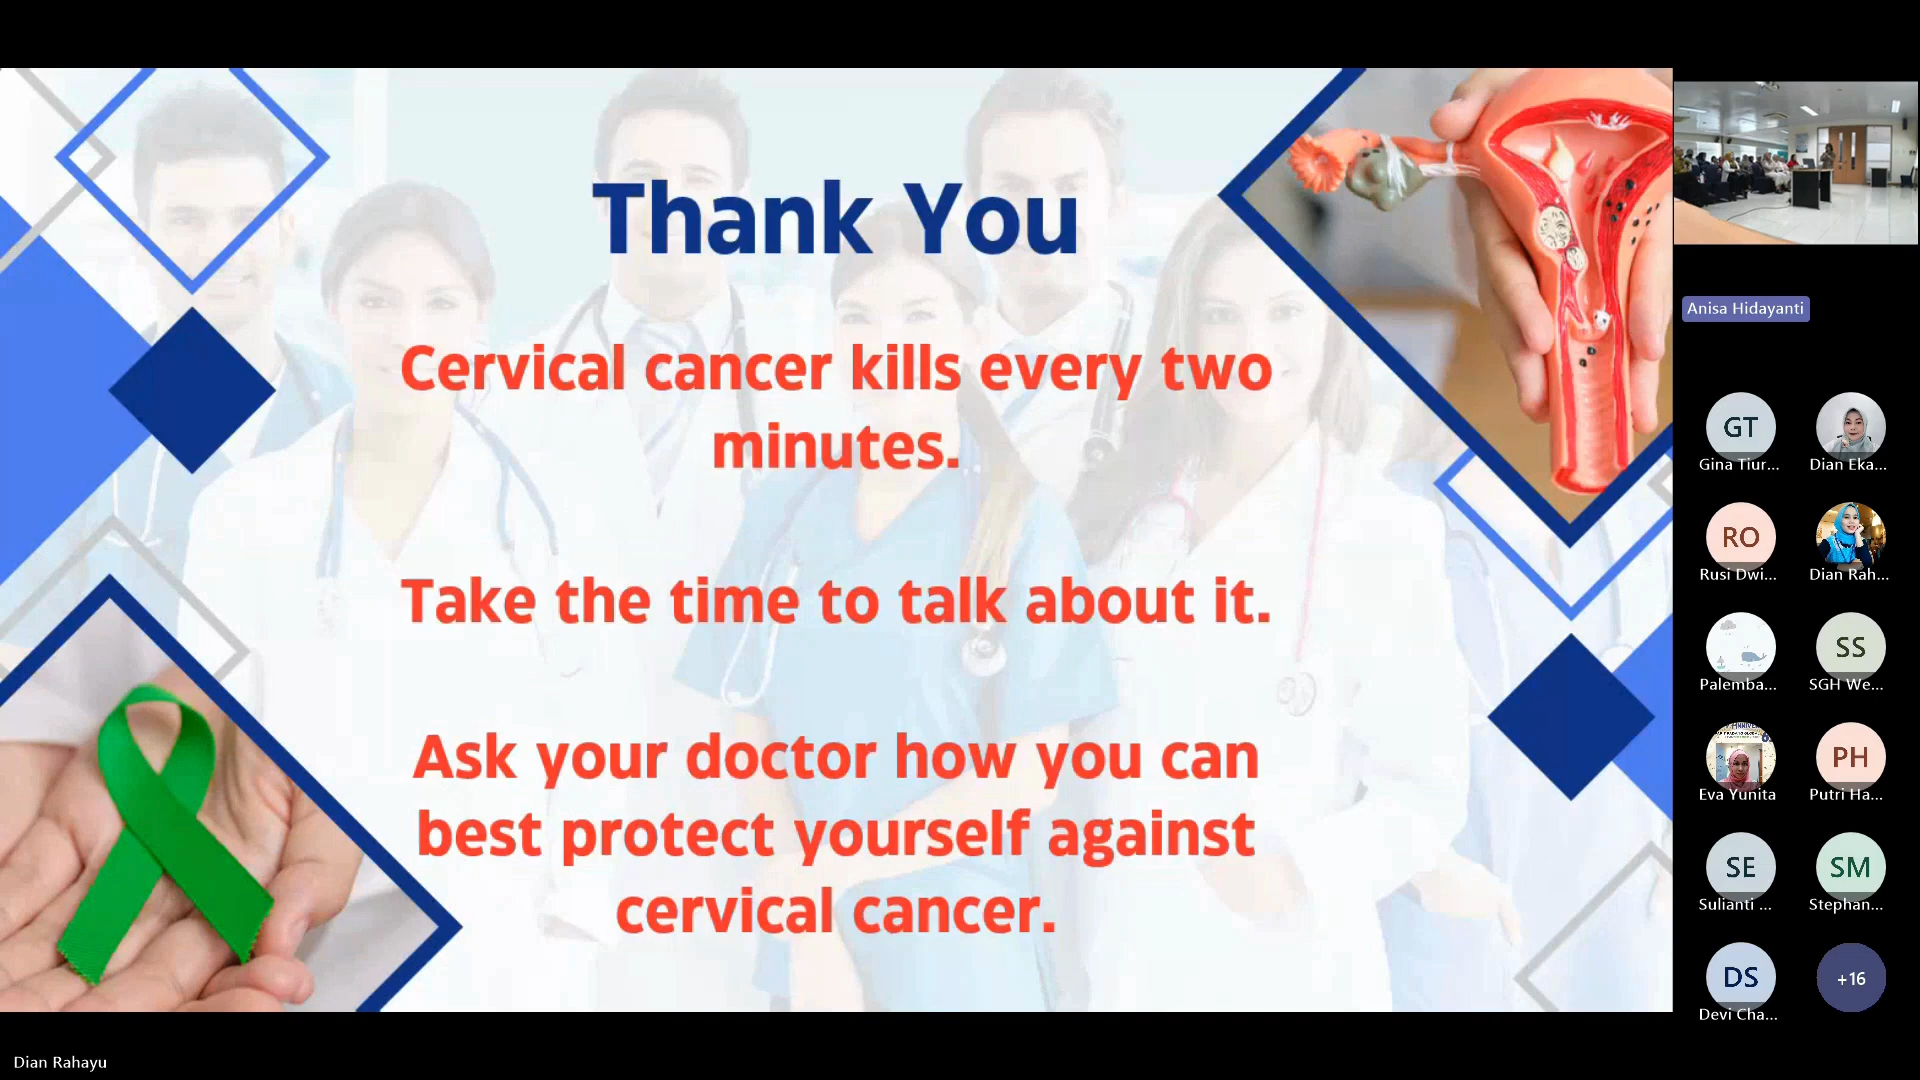 Thank You
Cervical cancer kills every two
minutes.
Take the time to talk about it.
Ask your doctor how you can
best protect yourself against
cervical cancer.
Anisa Hidayanti
GT
Gina Tiur...
Dian Eka...
RO
Rusi Dwi...
Dian Rah...
Palemba...
SS
SGH We...
Eva Yunita
PH
Putri Ha...
SE
Sulianti ...
SM
Stephan...
DS
Devi Cha...
+16
Dian Rahayu